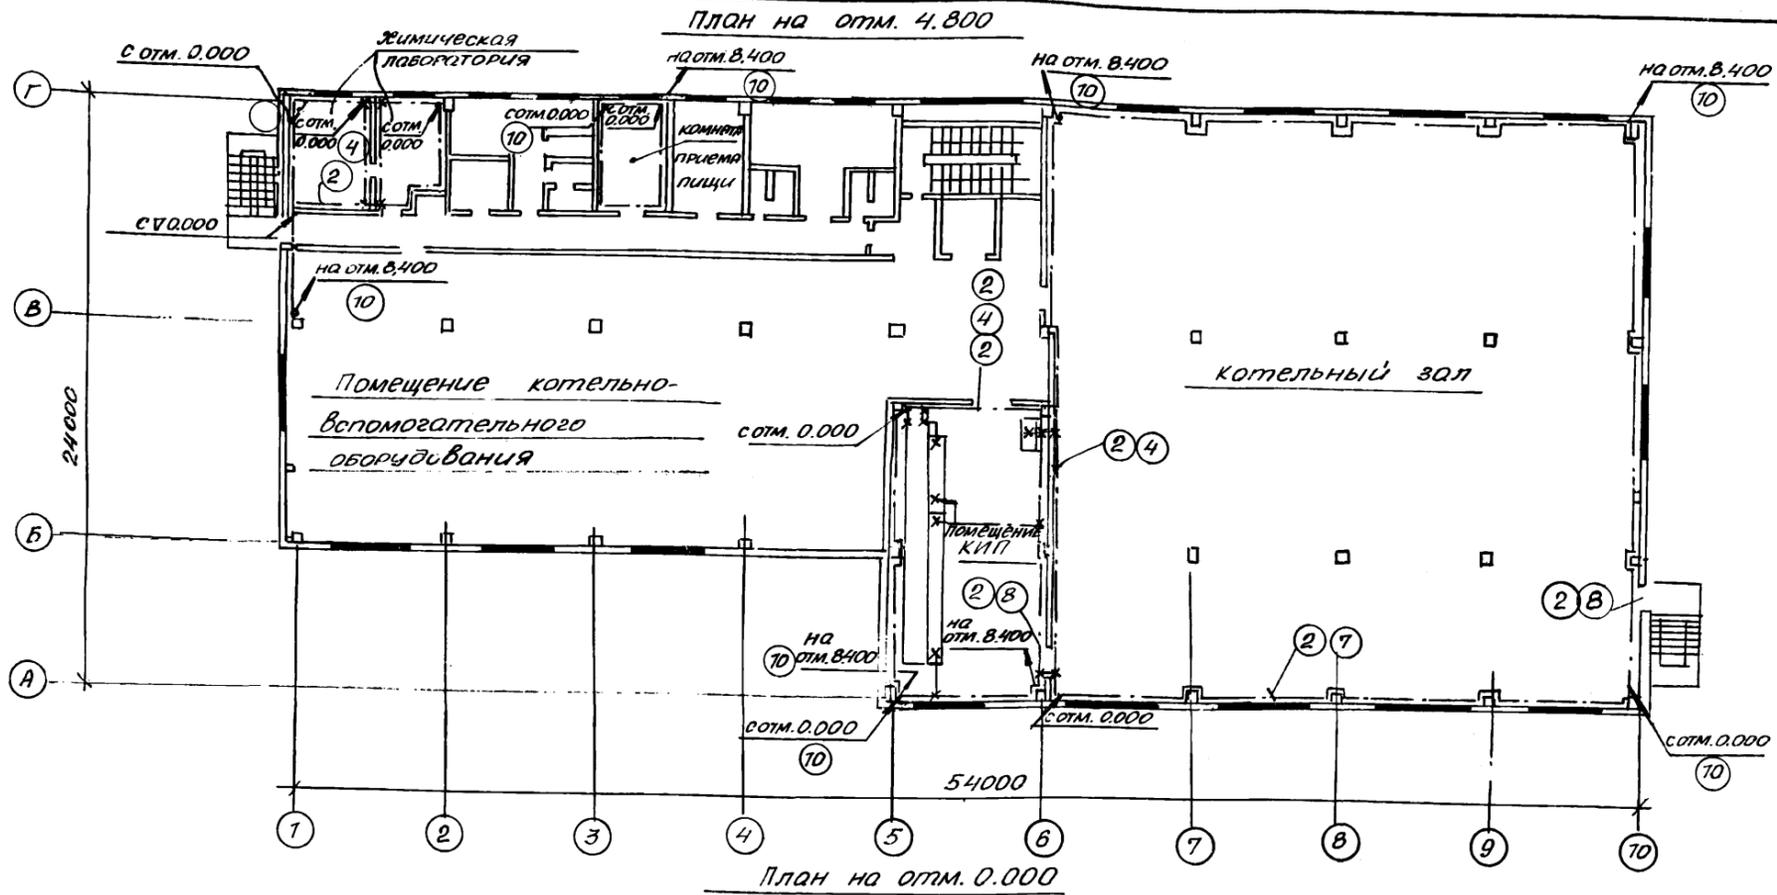 План на отм. 4.800
с отм. 0.000
Химическая
лаборатория
на отм. 8.400
10
на отм. 8.400
10
на отм. 8.400
10
Г
с отм.
0.000
4
2
с отм.
0.000
с отм. 0.000
10
с отм.
0.000
комната
приема
пищи
с ∇ 0.000
на отм. 8.400
10
В
2
4
2
24000
Помещение котельно-
вспомогательного
оборудования
котельный зал
с отм. 0.000
2 4
Б
помещение
КИП
2 8
на
отм. 8.400
2 8
на
отм. 8.400
10
2 7
А
с отм. 0.000
10
с отм. 0.000
с отм. 0.000
10
54000
1 2 3 4 5 6 7 8 9 10
План на отм. 0.000